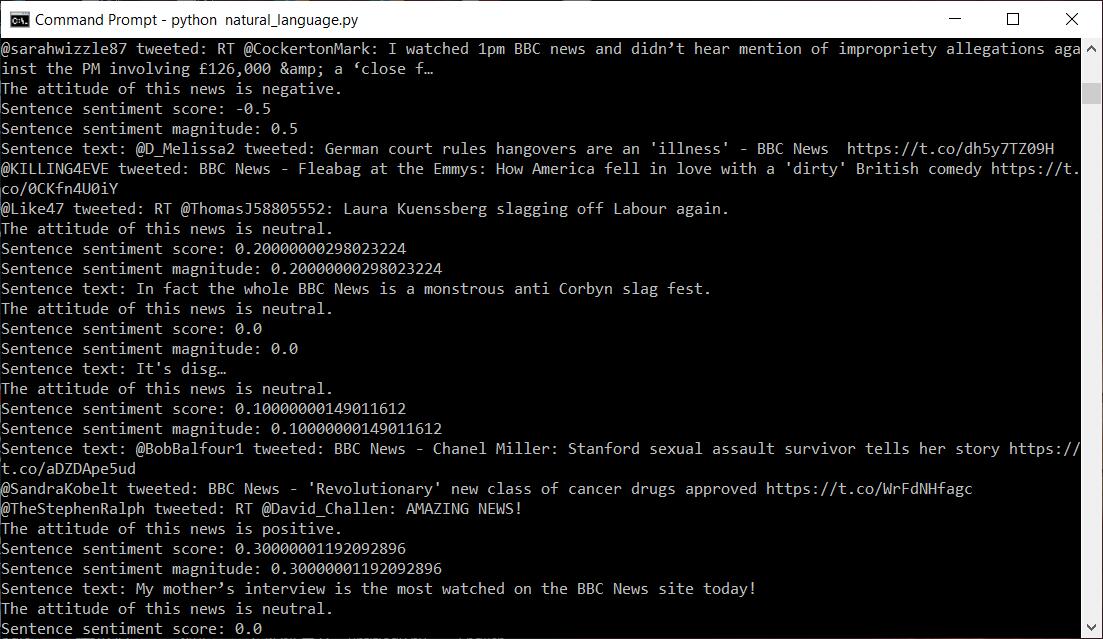 Command Prompt - python natural_language.py
@sarahwizzle87 tweeted: RT @CockertonMark: I watched 1pm BBC news and didn’t hear mention of impropriety allegations aga
inst the PM involving £126,000 &amp; a ‘close f…
The attitude of this news is negative.
Sentence sentiment score: -0.5
Sentence sentiment magnitude: 0.5
Sentence text: @D_Melissa2 tweeted: German court rules hangovers are an 'illness' - BBC News  https://t.co/dh5y7TZ09H
@KILLING4EVE tweeted: BBC News - Fleabag at the Emmys: How America fell in love with a 'dirty' British comedy https://t.
co/0CKfn4U0iY
@Like47 tweeted: RT @ThomasJ58805552: Laura Kuenssberg slagging off Labour again.
The attitude of this news is neutral.
Sentence sentiment score: 0.20000000298023224
Sentence sentiment magnitude: 0.20000000298023224
Sentence text: In fact the whole BBC News is a monstrous anti Corbyn slag fest.
The attitude of this news is neutral.
Sentence sentiment score: 0.0
Sentence sentiment magnitude: 0.0
Sentence text: It's disg…
The attitude of this news is neutral.
Sentence sentiment score: 0.10000000149011612
Sentence sentiment magnitude: 0.10000000149011612
Sentence text: @BobBalfour1 tweeted: BBC News - Chanel Miller: Stanford sexual assault survivor tells her story https://
t.co/aDZDApe5ud
@SandraKobelt tweeted: BBC News - 'Revolutionary' new class of cancer drugs approved https://t.co/WrFdNHfagc
@TheStephenRalph tweeted: RT @David_Challen: AMAZING NEWS!
The attitude of this news is positive.
Sentence sentiment score: 0.30000001192092896
Sentence sentiment magnitude: 0.30000001192092896
Sentence text: My mother’s interview is the most watched on the BBC News site today!
The attitude of this news is neutral.
Sentence sentiment score: 0.0